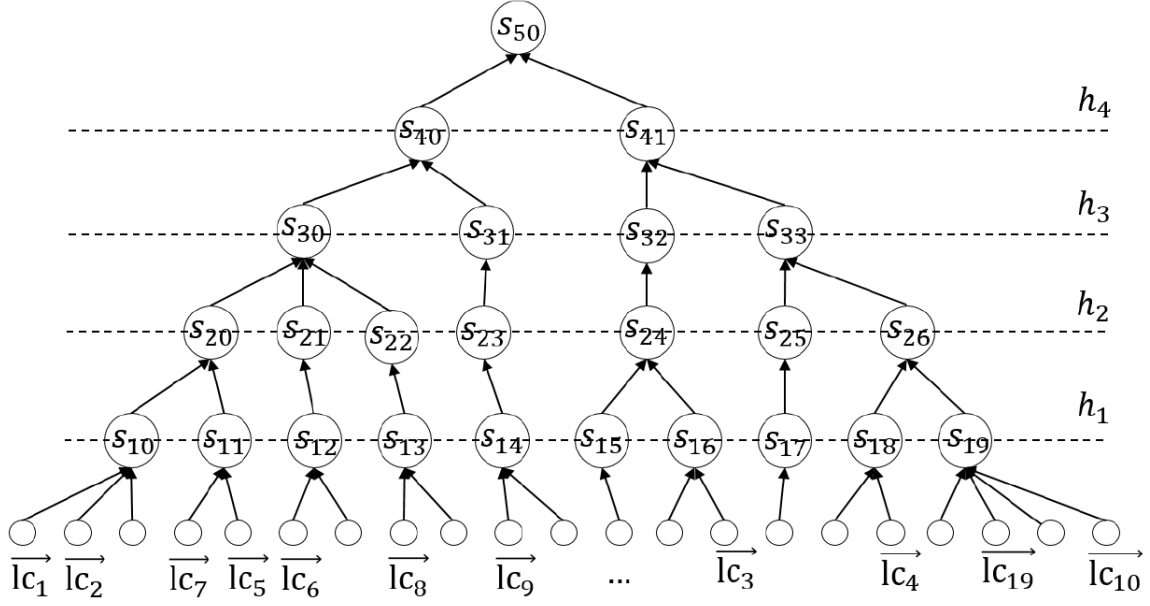 s₅₀
h₄
s₄₀ s₄₁
h₃
s₃₀ s₃₁ s₃₂ s₃₃
h₂
s₂₀ s₂₁ s₂₂ s₂₃ s₂₄ s₂₅ s₂₆
h₁
s₁₀ s₁₁ s₁₂ s₁₃ s₁₄ s₁₅ s₁₆ s₁₇ s₁₈ s₁₉
lc₁ lc₂ lc₇ lc₅ lc₆ lc₈ lc₉ ... lc₃ lc₄ lc₁₉ lc₁₀